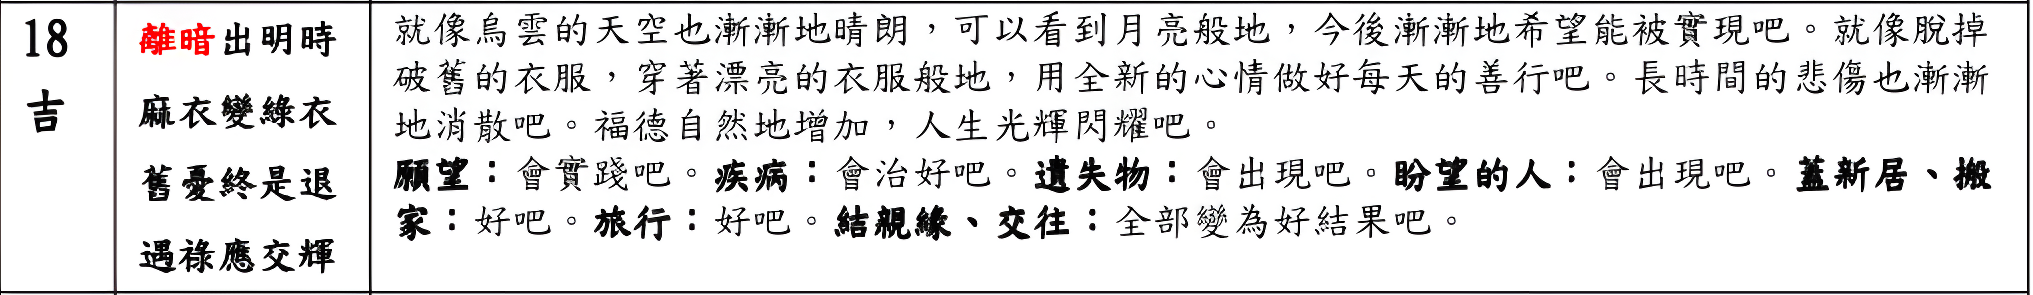 18
吉
離暗出明時
麻衣變綠衣
舊憂終是退
遇祿應交輝
就像烏雲的天空也漸漸地晴朗，可以看到月亮般地，今後漸漸地希望能被實現吧。就像脫掉
破舊的衣服，穿著漂亮的衣服般地，用全新的心情做好每天的善行吧。長時間的悲傷也漸漸
地消散吧。福德自然地增加，人生光輝閃耀吧。
願望：會實踐吧。疾病：會治好吧。遺失物：會出現吧。盼望的人：會出現吧。蓋新居、搬
家：好吧。旅行：好吧。結親緣、交往：全部變為好結果吧。